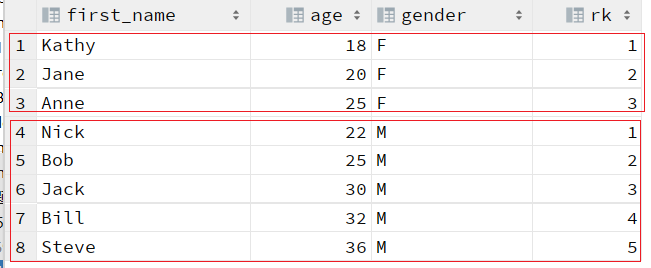 first_name age gender rk
1 Kathy 18 F 1
2 Jane 20 F 2
3 Anne 25 F 3
4 Nick 22 M 1
5 Bob 25 M 2
6 Jack 30 M 3
7 Bill 32 M 4
8 Steve 36 M 5